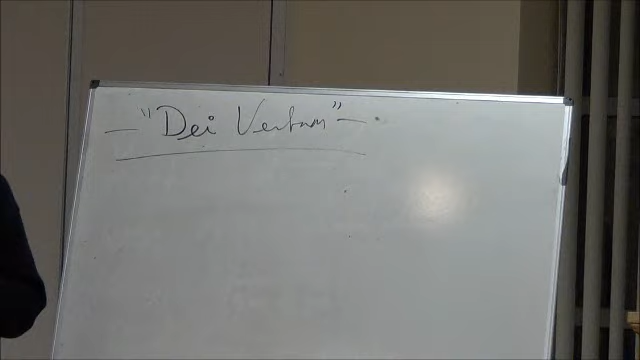 — "Dei Verbum" —